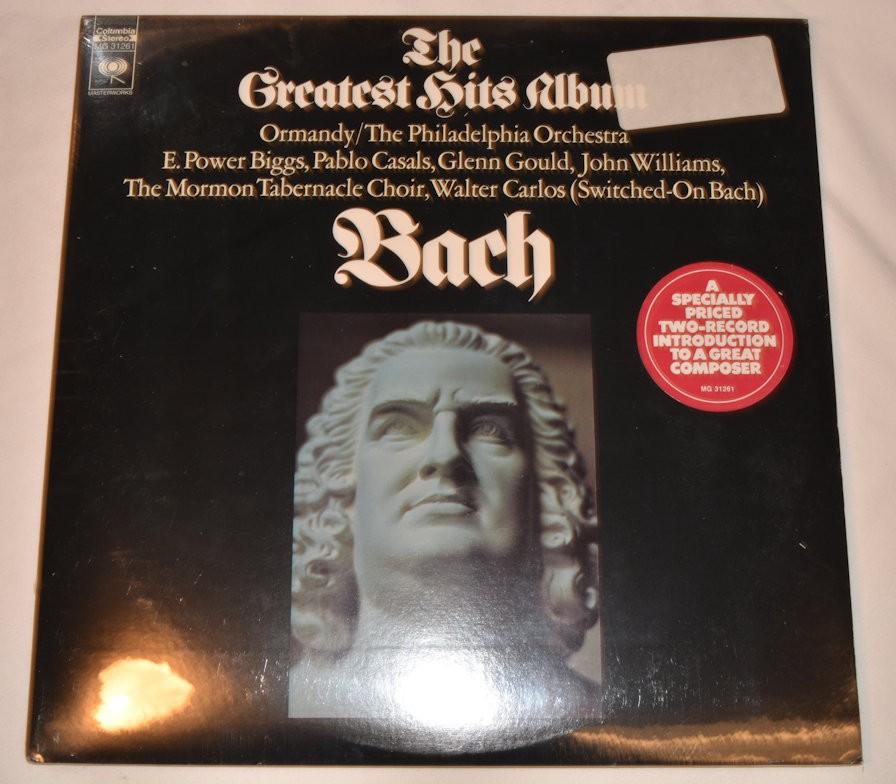 Columbia
Stereo
MG 31261
MASTERWORKS
The
Greatest Hits Album
Ormandy/The Philadelphia Orchestra
E. Power Biggs, Pablo Casals, Glenn Gould, John Williams,
The Mormon Tabernacle Choir, Walter Carlos (Switched-On Bach)
Bach
A
SPECIALLY
PRICED
TWO-RECORD
INTRODUCTION
TO A GREAT
COMPOSER
MG 31261